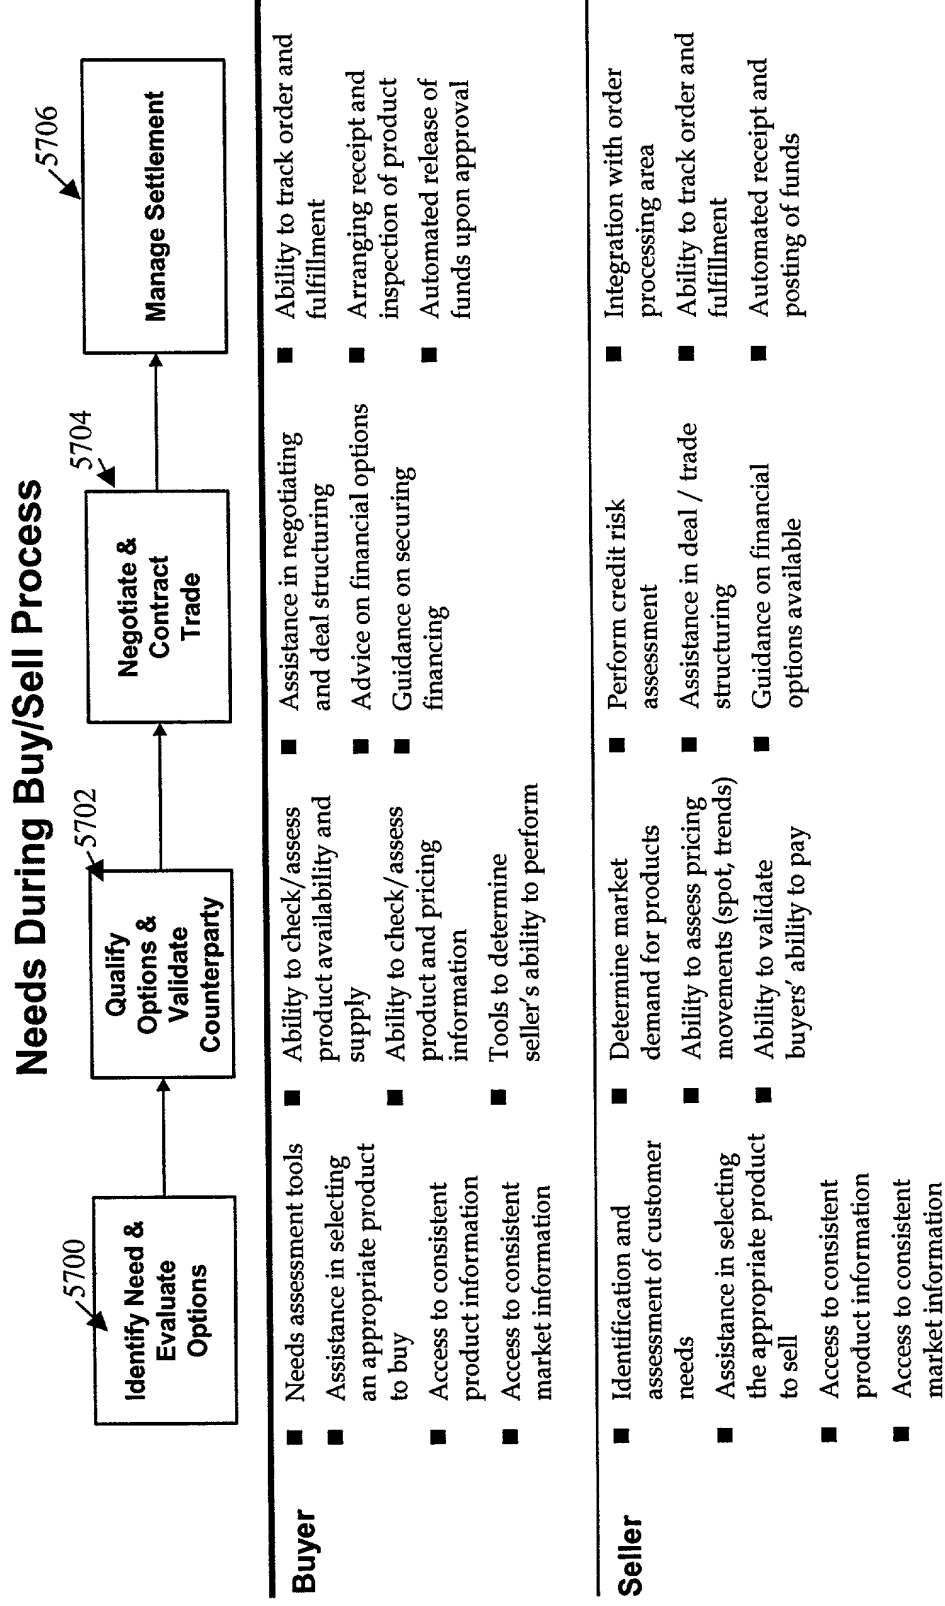 Needs During Buy/Sell Process
5700
Identify Need &
Evaluate
Options
5702
Qualify
Options &
Validate
Counterparty
5704
Negotiate &
Contract
Trade
5706
Manage Settlement
Buyer
■ Needs assessment tools
■ Assistance in selecting
an appropriate product
to buy
■ Access to consistent
product information
■ Access to consistent
market information
■ Ability to check/assess
product availability and
supply
■ Ability to check/assess
product and pricing
information
■ Tools to determine
seller's ability to perform
■ Assistance in negotiating
and deal structuring
■ Advice on financial options
■ Guidance on securing
financing
■ Ability to track order and
fulfillment
■ Arranging receipt and
inspection of product
■ Automated release of
funds upon approval
Seller
■ Identification and
assessment of customer
needs
■ Assistance in selecting
the appropriate product
to sell
■ Access to consistent
product information
■ Access to consistent
market information
■ Determine market
demand for products
■ Ability to assess pricing
movements (spot, trends)
■ Ability to validate
buyers' ability to pay
■ Perform credit risk
assessment
■ Assistance in deal / trade
structuring
■ Guidance on financial
options available
■ Integration with order
processing area
■ Ability to track order and
fulfillment
■ Automated receipt and
posting of funds